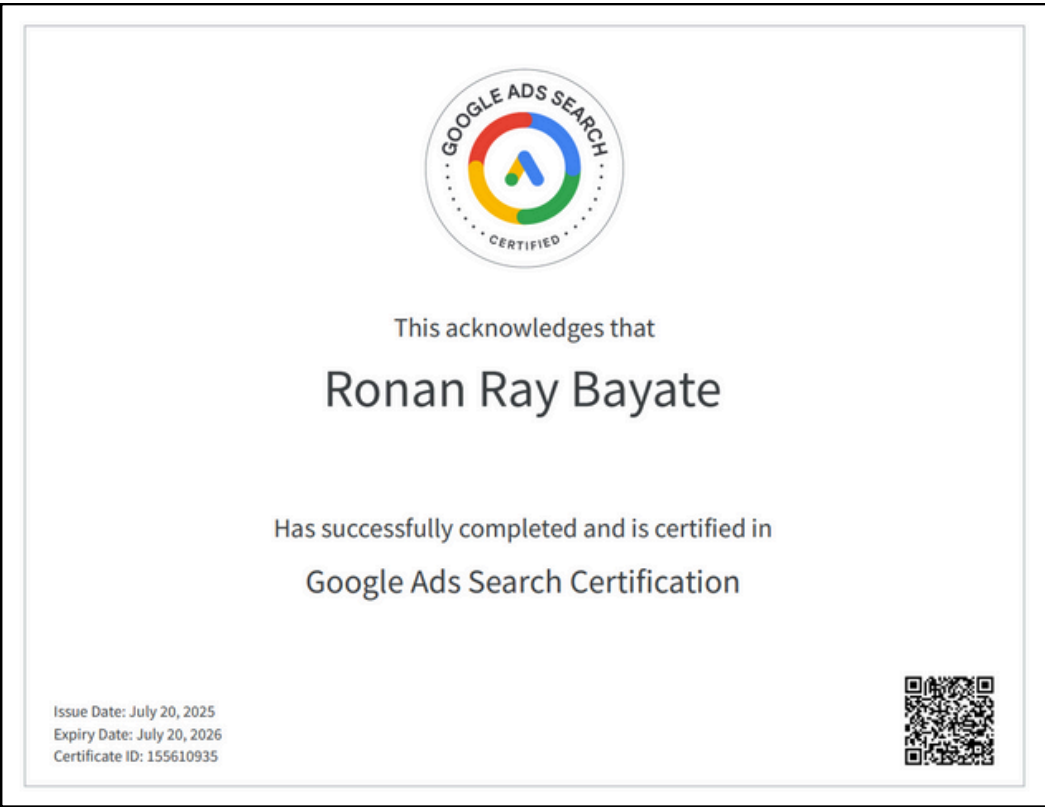 GOOGLE ADS SEARCH
CERTIFIED
This acknowledges that
Ronan Ray Bayate
Has successfully completed and is certified in
Google Ads Search Certification
Issue Date: July 20, 2025
Expiry Date: July 20, 2026
Certificate ID: 155610935